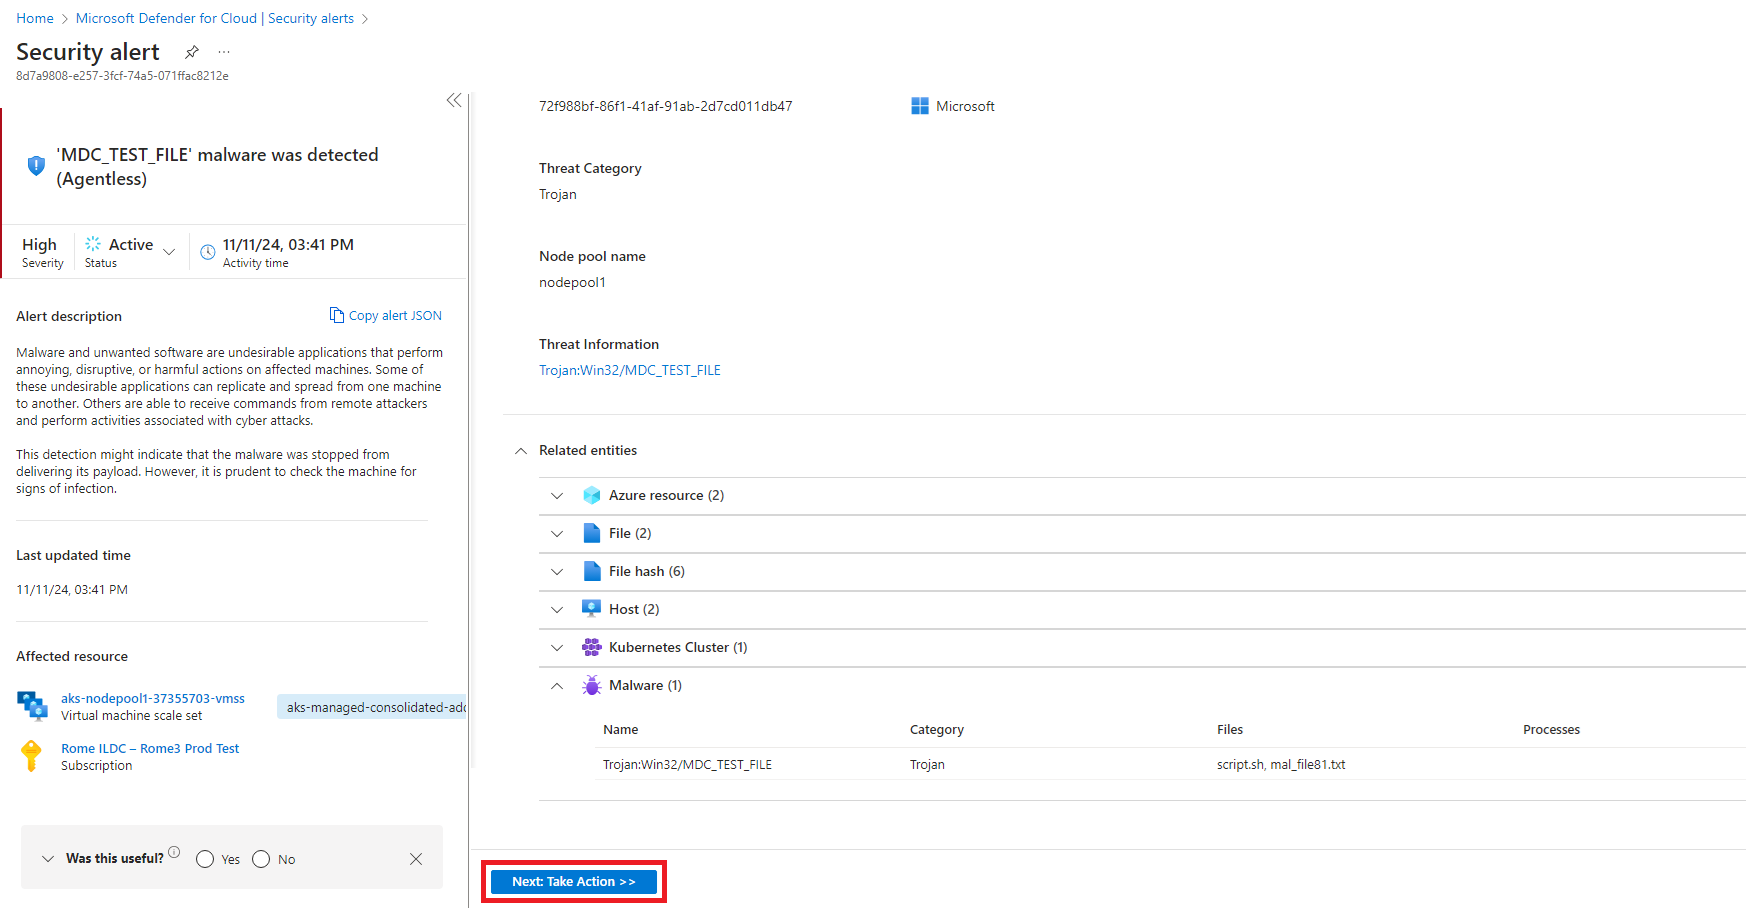 Home > Microsoft Defender for Cloud | Security alerts >
Security alert
8d7a9808-e257-3fcf-74a5-071ffac8212e
'MDC_TEST_FILE' malware was detected
(Agentless)
High
Severity
Active
Status
11/11/24, 03:41 PM
Activity time
Alert description
Copy alert JSON
Malware and unwanted software are undesirable applications that perform
annoying, disruptive, or harmful actions on affected machines. Some of
these undesirable applications can replicate and spread from one machine
to another. Others are able to receive commands from remote attackers
and perform activities associated with cyber attacks.
This detection might indicate that the malware was stopped from
delivering its payload. However, it is prudent to check the machine for
signs of infection.
Last updated time
11/11/24, 03:41 PM
Affected resource
aks-nodepool1-37355703-vmss
Virtual machine scale set
aks-managed-consolidated-add
Rome ILDC – Rome3 Prod Test
Subscription
Was this useful?
Yes
No
72f988bf-86f1-41af-91ab-2d7cd011db47
Microsoft
Threat Category
Trojan
Node pool name
nodepool1
Threat Information
Trojan:Win32/MDC_TEST_FILE
Related entities
Azure resource (2)
File (2)
File hash (6)
Host (2)
Kubernetes Cluster (1)
Malware (1)
Name Category Files Processes
Trojan:Win32/MDC_TEST_FILE Trojan script.sh, mal_file81.txt
Next: Take Action >>